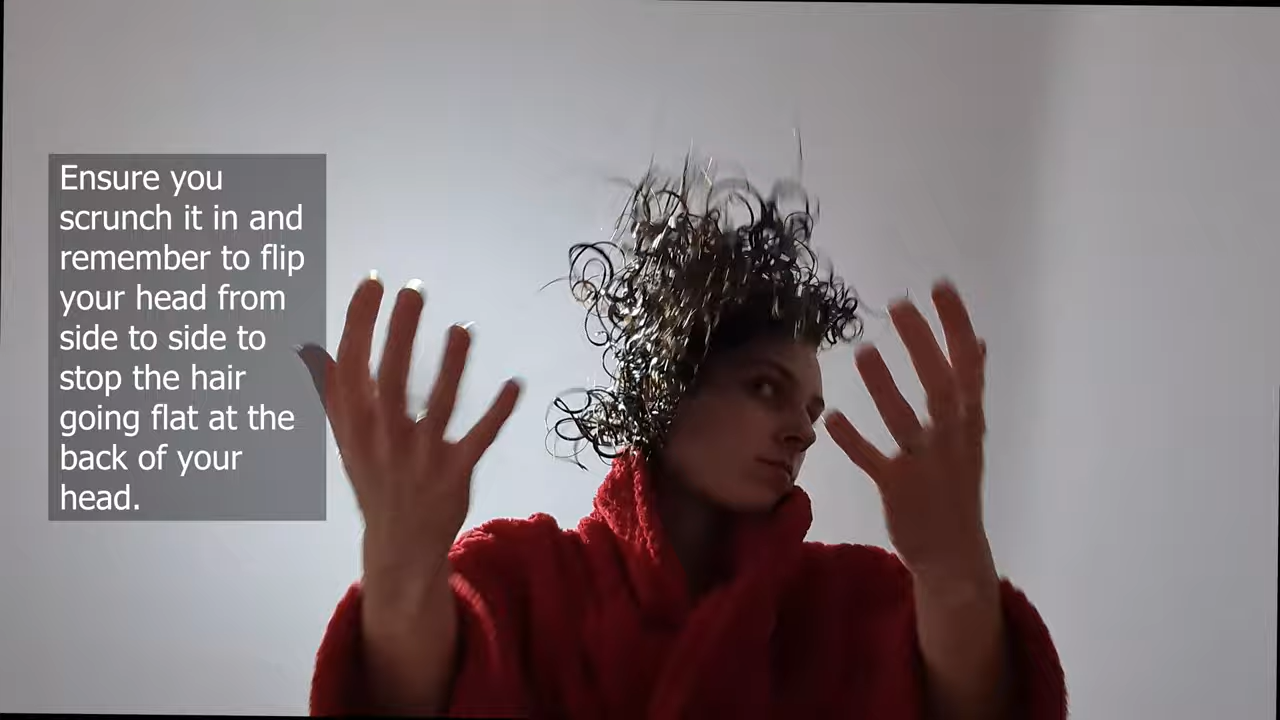 Ensure you
scrunch it in and
remember to flip
your head from
side to side to
stop the hair
going flat at the
back of your
head.